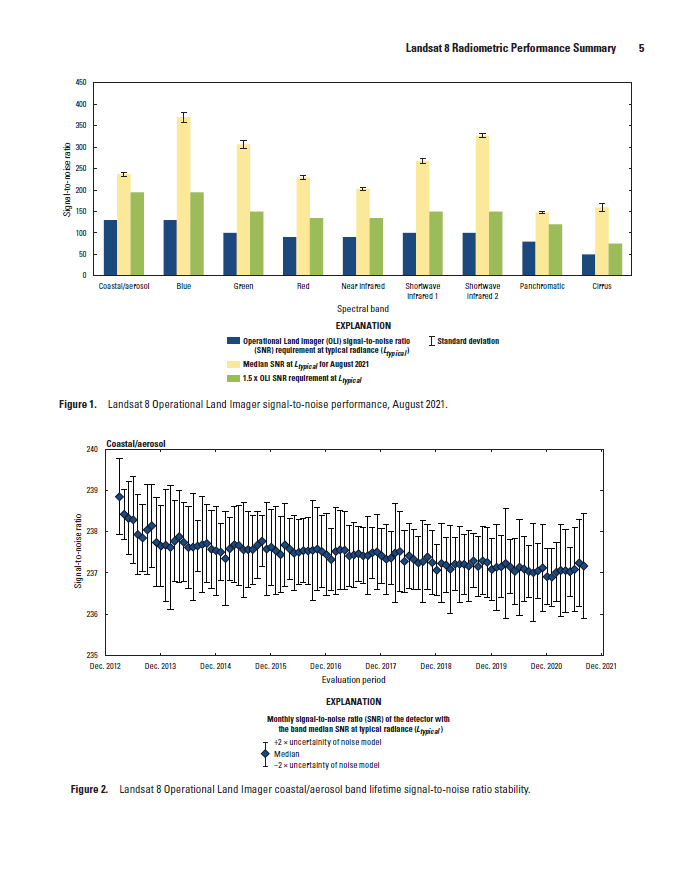 Landsat 8 Radiometric Performance Summary 5
450
400
350
300
250
200
150
100
50
0
Signal-to-noise ratio
Coastal/aerosol Blue Green Red Near infrared Shortwave infrared 1 Shortwave infrared 2 Panchromatic Cirrus
Spectral band
EXPLANATION
Operational Land Imager (OLI) signal-to-noise ratio
(SNR) requirement at typical radiance (Ltypical)
Median SNR at Ltypical for August 2021
1.5 x OLI SNR requirement at Ltypical
Standard deviation
Figure 1. Landsat 8 Operational Land Imager signal-to-noise performance, August 2021.
Coastal/aerosol
240
239
238
237
236
235
Signal-to-noise ratio
Dec. 2012 Dec. 2013 Dec. 2014 Dec. 2015 Dec. 2016 Dec. 2017 Dec. 2018 Dec. 2019 Dec. 2020 Dec. 2021
Evaluation period
EXPLANATION
Monthly signal-to-noise ratio (SNR) of the detector with
the band median SNR at typical radiance (Ltypical)
+2 × uncertainity of noise model
Median
−2 × uncertainty of noise model
Figure 2. Landsat 8 Operational Land Imager coastal/aerosol band lifetime signal-to-noise ratio stability.